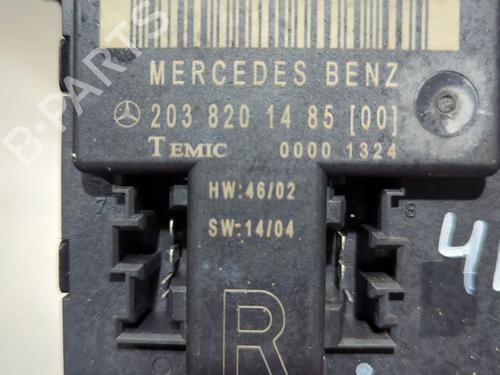 B-PARTS
MERCEDES BENZ
203 820 14 85 [00]
TEMIC 0000 1324
HW:46/02
SW:14/04
7
8
R